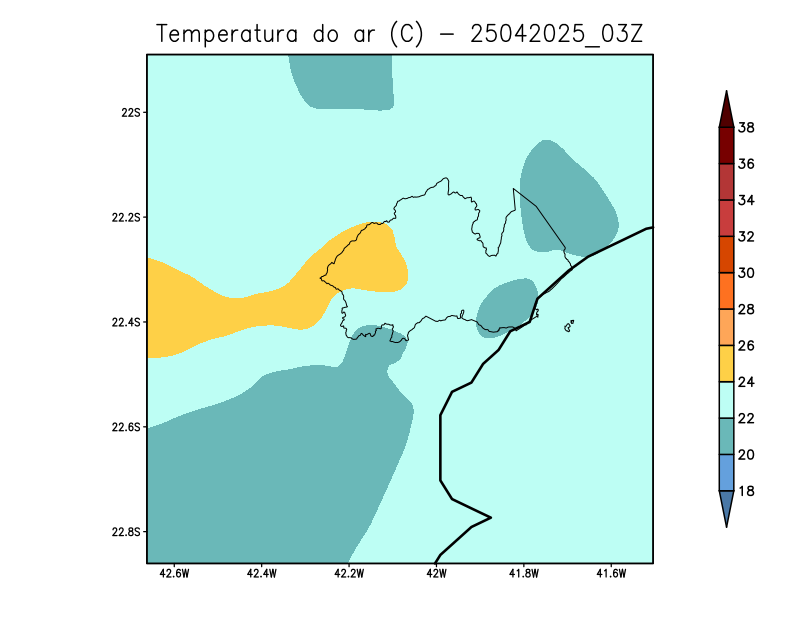 Temperatura do ar (C) - 25042025_03Z
22S
22.2S
22.4S
22.6S
22.8S
42.6W
42.4W
42.2W
42W
41.8W
41.6W
38
36
34
32
30
28
26
24
22
20
18